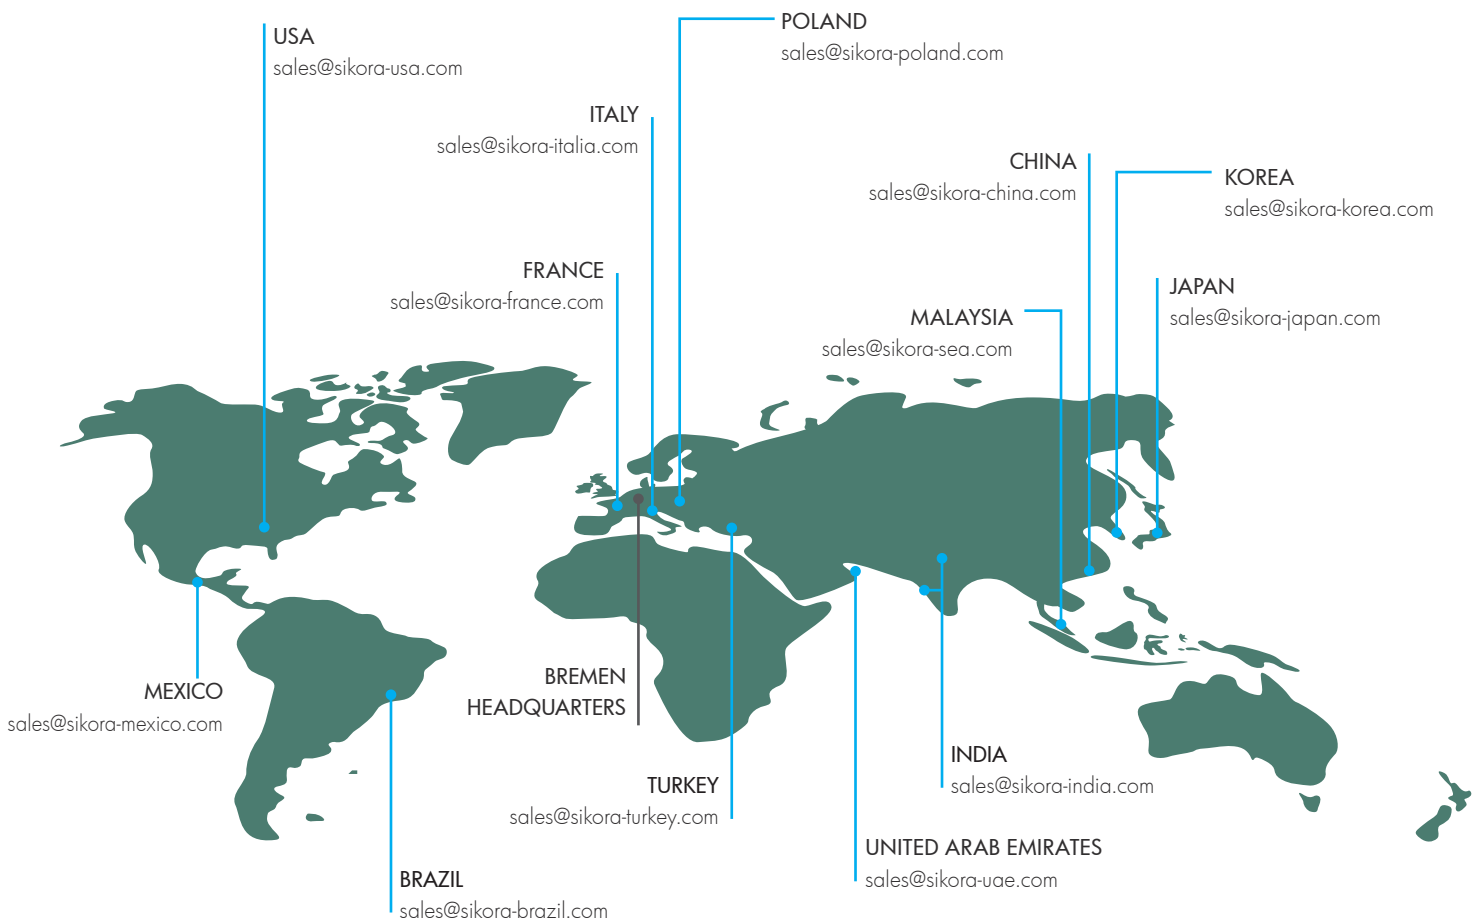 USA
sales@sikora-usa.com
POLAND
sales@sikora-poland.com
ITALY
sales@sikora-italia.com
CHINA
sales@sikora-china.com
KOREA
sales@sikora-korea.com
FRANCE
sales@sikora-france.com
JAPAN
sales@sikora-japan.com
MALAYSIA
sales@sikora-sea.com
MEXICO
sales@sikora-mexico.com
BREMEN
HEADQUARTERS
TURKEY
sales@sikora-turkey.com
INDIA
sales@sikora-india.com
UNITED ARAB EMIRATES
sales@sikora-uae.com
BRAZIL
sales@sikora-brazil.com